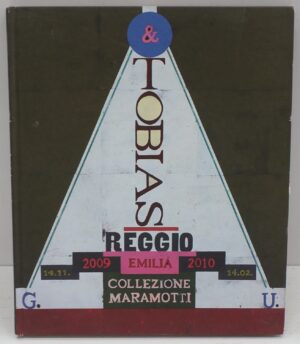 &
TOBIAS
REGGIO
2009 EMILIA 2010
14.11. 14.02.
COLLEZIONE
MARAMOTTI
G. U.